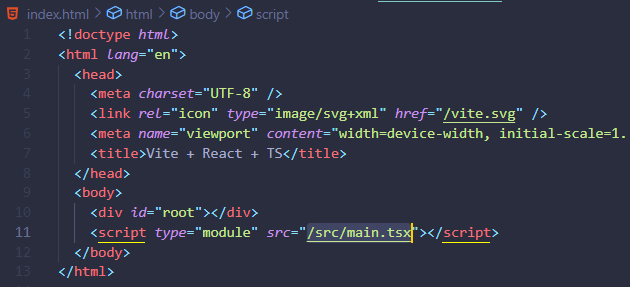 index.html > html > body > script
1 <!doctype html>
2 <html lang="en">
3 <head>
4 <meta charset="UTF-8" />
5 <link rel="icon" type="image/svg+xml" href="/vite.svg" />
6 <meta name="viewport" content="width=device-width, initial-scale=1.
7 <title>Vite + React + TS</title>
8 </head>
9 <body>
10 <div id="root"></div>
11 <script type="module" src="/src/main.tsx"></script>
12 </body>
13 </html>